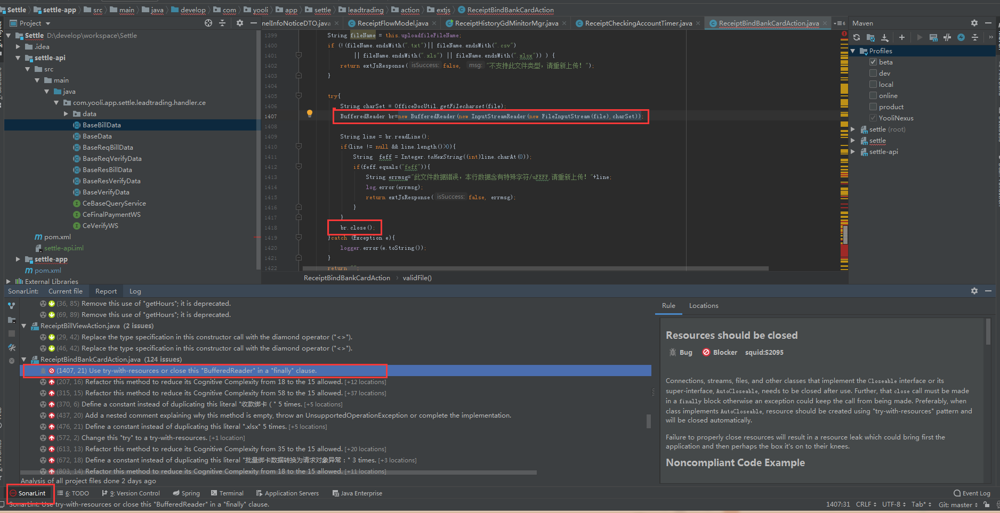 Settle settle-app src main java develop com yooli app settle leadtrading action extjs ReceiptBindBankCardAction
Project
nelInfoNoticeDTO.java ReceiptFlowModel.java ReceiptHistoryGdMinitorMgr.java ReceiptCheckingAccountTimer.java ReceiptBindBankCardAction.java
Maven
Settle D:\develop\workspace\Settle
.idea
settle-api
src
main
java
com.yooli.app.settle.leadtrading.handler.ce
data
BaseBillData
BaseData
BaseReqBillData
BaseReqVerifyData
BaseResBillData
BaseResVerifyData
BaseVerifyData
CeBaseQueryService
CeFinalPaymentWS
CeVerifyWS
pom.xml
settle-api.iml
settle-app
pom.xml
External Libraries
1399 String fileName = this.uploadfileFileName;
1400 if (!(fileName.endsWith(".txt")|| fileName.endsWith(".csv")
1401 || fileName.endsWith(".xls") || fileName.endsWith(".xlsx")) ) {
1402 return extJsResponse( isSuccess: false, msg: "不支持此文件类型，请重新上传！");
1403 }
1404
1405 try{
1406 String charSet = OfficeDocUtil.getFilecharset(file);
1407 BufferedReader br=new BufferedReader(new InputStreamReader(new FileInputStream(file),charSet));
1408
1409 String line = br.readLine();
1410 if(line != null && line.length()>0){
1411 String feff = Integer.toHexString((int)line.charAt(0));
1412 if(feff.equals("feff")){
1413 String errmsg="此文件数据错误，本行数据含有特殊字符/uFEFF,请重新上传！"+line;
1414 log.error(errmsg);
1415 return extJsResponse( isSuccess: false, errmsg);
1416 }
1417 }
1418 br.close();
1419 }catch (Exception e){
1420 logger.error(e.toString());
1421 }
1422 return "";
ReceiptBindBankCardAction validFile()
Profiles
beta
dev
local
online
product
YooliNexus
settle (root)
settle
settle-api
SonarLint: Current file Report Log
(36, 85) Remove this use of "getHours"; it is deprecated.
(69, 89) Remove this use of "getHours"; it is deprecated.
ReceiptBillViewAction.java (2 issues)
(29, 42) Replace the type specification in this constructor call with the diamond operator ("<>").
(46, 42) Replace the type specification in this constructor call with the diamond operator ("<>").
ReceiptBindBankCardAction.java (124 issues)
(1407, 21) Use try-with-resources or close this "BufferedReader" in a "finally" clause.
(207, 16) Refactor this method to reduce its Cognitive Complexity from 18 to the 15 allowed. [+12 locations]
(315, 15) Refactor this method to reduce its Cognitive Complexity from 58 to the 15 allowed. [+37 locations]
(370, 6) Define a constant instead of duplicating this literal "收款绑卡（" 5 times. [+5 locations]
(437, 20) Add a nested comment explaining why this method is empty, throw an UnsupportedOperationException or complete the implementation.
(476, 21) Define a constant instead of duplicating this literal ".xlsx" 5 times. [+5 locations]
(572, 2) Change this "try" to a try-with-resources. [+1 location]
(613, 13) Refactor this method to reduce its Cognitive Complexity from 35 to the 15 allowed. [+20 locations]
(672, 18) Define a constant instead of duplicating this literal "批量绑卡数据转换为请求对象异常：" 3 times. [+3 locations]
(803, 14) Refactor this method to reduce its Cognitive Complexity from 18 to the 15 allowed. [+11 locations]
Analysis of all project files done 2 days ago
Rule Locations
Resources should be closed
Bug Blocker squid:S2095
Connections, streams, files, and other classes that implement the Closeable interface or its
super-interface, AutoCloseable, needs to be closed after use. Further, that close call must be made
in a finally block otherwise an exception could keep the call from being made. Preferably, when
class implements AutoCloseable, resource should be created using "try-with-resources" pattern and
will be closed automatically.
Failure to properly close resources will result in a resource leak which could bring first the
application and then perhaps the box it's on to their knees.
Noncompliant Code Example
SonarLint 6: TODO 9: Version Control Spring Terminal Application Servers Java Enterprise Event Log
SonarLint: Use try-with-resources or close this "BufferedReader" in a "finally" clause. 1407:31 CRLF UTF-8 Tab* Git: master